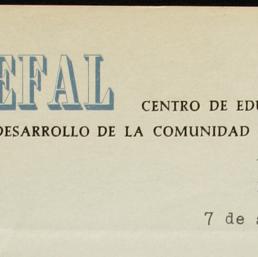 EFAL
CENTRO DE EDU
DESARROLLO DE LA COMUNIDAD
7 de a